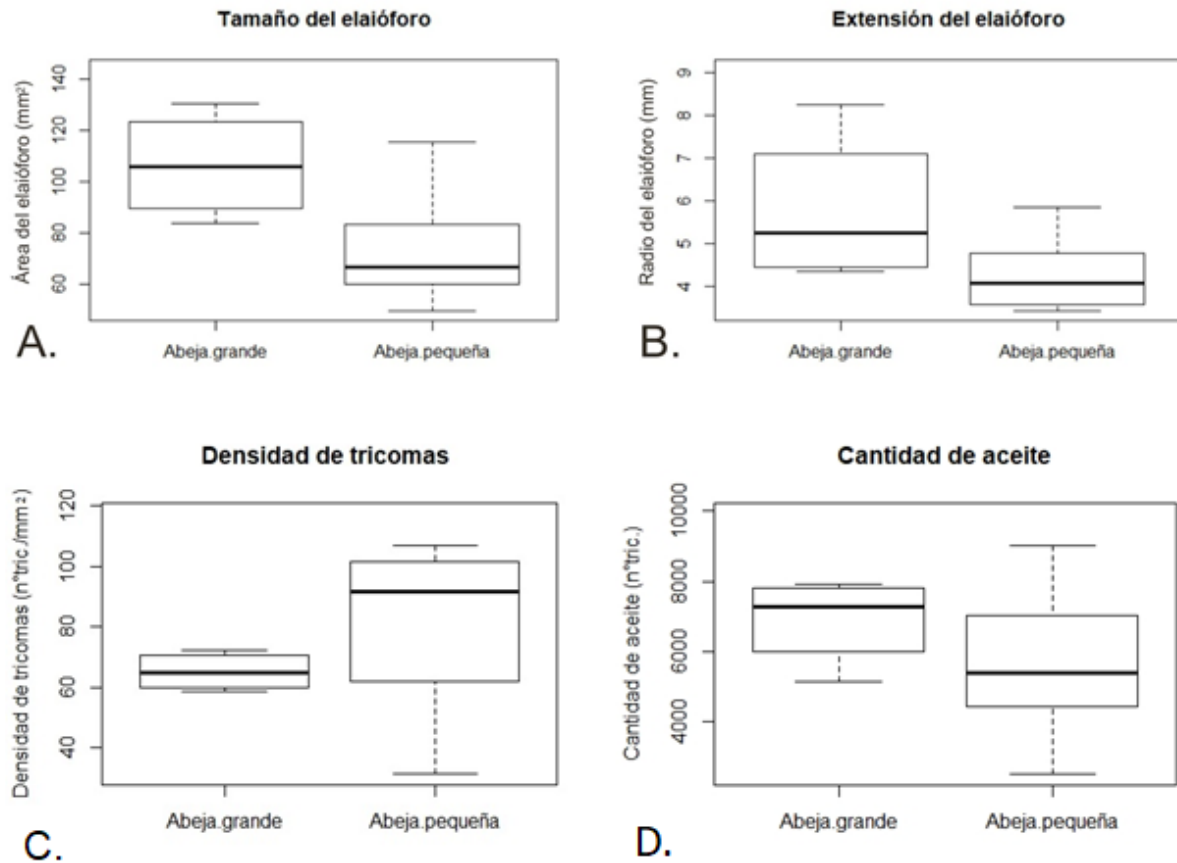 Tamaño del elaióforo
Área del elaióforo (mm²)
140
120
100
80
60
Abeja.grande
Abeja.pequeña
A.
Extensión del elaióforo
Radio del elaióforo (mm)
9
8
7
6
5
4
Abeja.grande
Abeja.pequeña
B.
Densidad de tricomas
Densidad de tricomas (n°tric./mm²)
120
100
80
60
40
Abeja.grande
Abeja.pequeña
C.
Cantidad de aceite
Cantidad de aceite (n°tric.)
10000
8000
6000
4000
Abeja.grande
Abeja.pequeña
D.